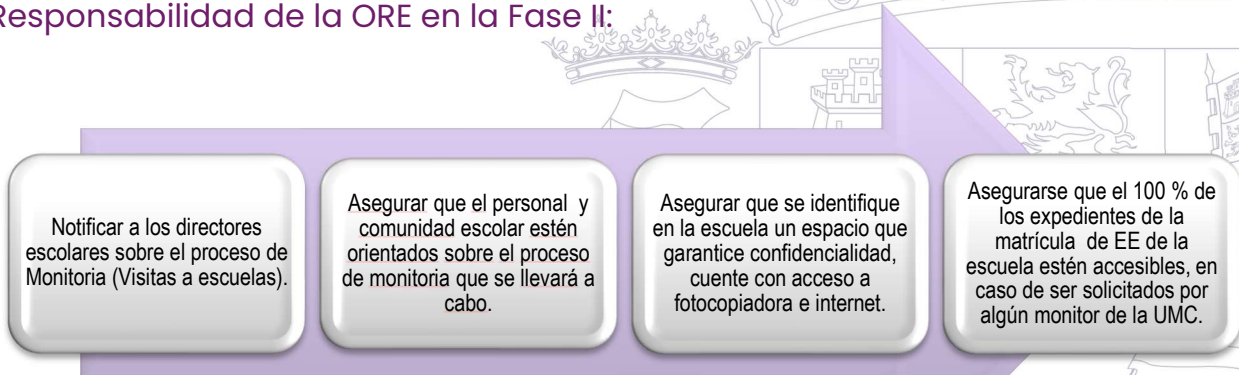 Responsabilidad de la ORE en la Fase II:
Notificar a los directores
escolares sobre el proceso de
Monitoria (Visitas a escuelas).
Asegurar que el personal y
comunidad escolar estén
orientados sobre el proceso
de monitoria que se llevará a
cabo.
Asegurar que se identifique
en la escuela un espacio que
garantice confidencialidad,
cuente con acceso a
fotocopiadora e internet.
Asegurarse que el 100 % de
los expedientes de la
matrícula de EE de la
escuela estén accesibles, en
caso de ser solicitados por
algún monitor de la UMC.